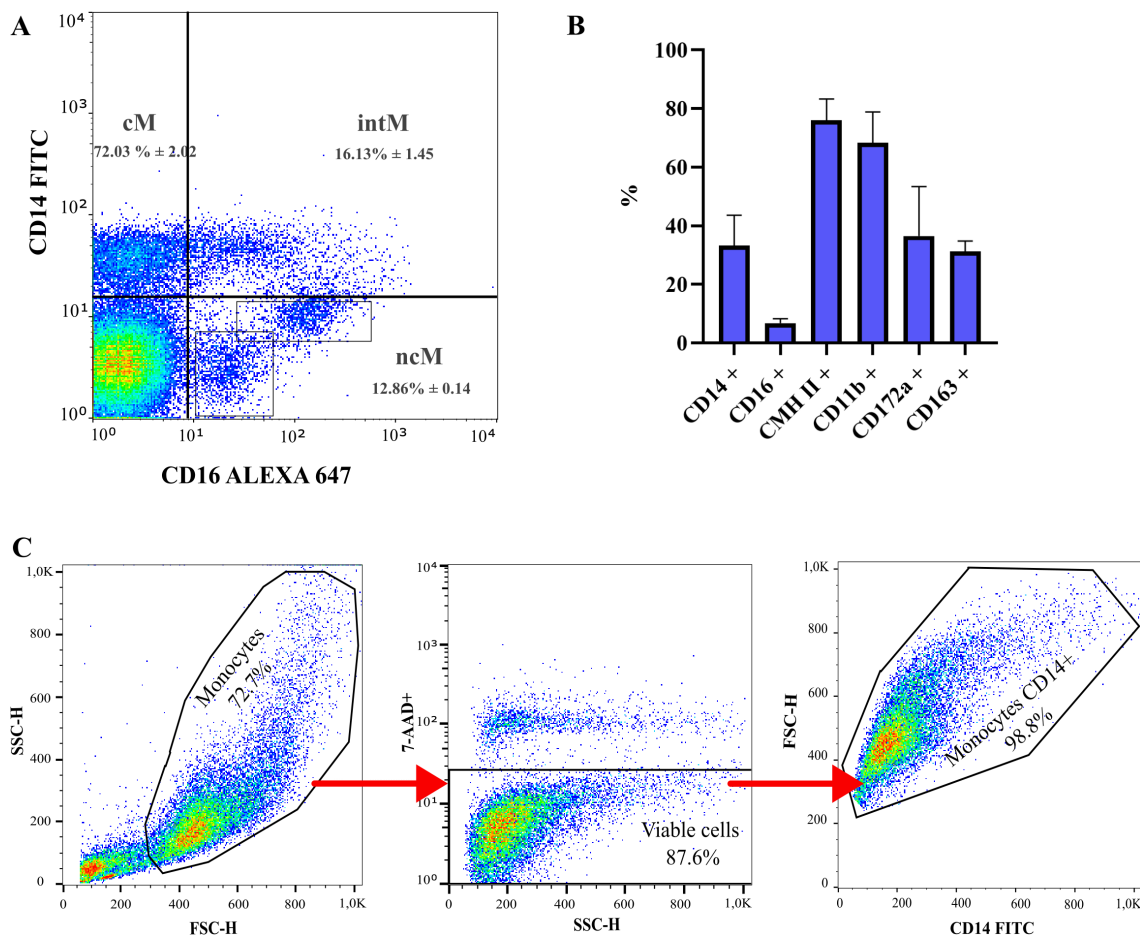 A
CD14 FITC
10⁴
10³
10²
10¹
10⁰
cM
72.03 % ± 2.02
intM
16.13% ± 1.45
ncM
12.86% ± 0.14
10⁰ 10¹ 10² 10³ 10⁴
CD16 ALEXA 647
B
%
100
80
60
40
20
0
CD14 +
CD16 +
CMH II +
CD11b +
CD172a +
CD163 +
C
SSC-H
1,0K
800
600
400
200
0
Monocytes
72.7%
0 200 400 600 800 1,0K
FSC-H
7-AAD+
10⁴
10³
10²
10¹
10⁰
Viable cells
87.6%
0 200 400 600 800 1,0K
SSC-H
FSC-H
1,0K
800
600
400
200
0
Monocytes CD14+
98.8%
0 200 400 600 800 1,0K
CD14 FITC